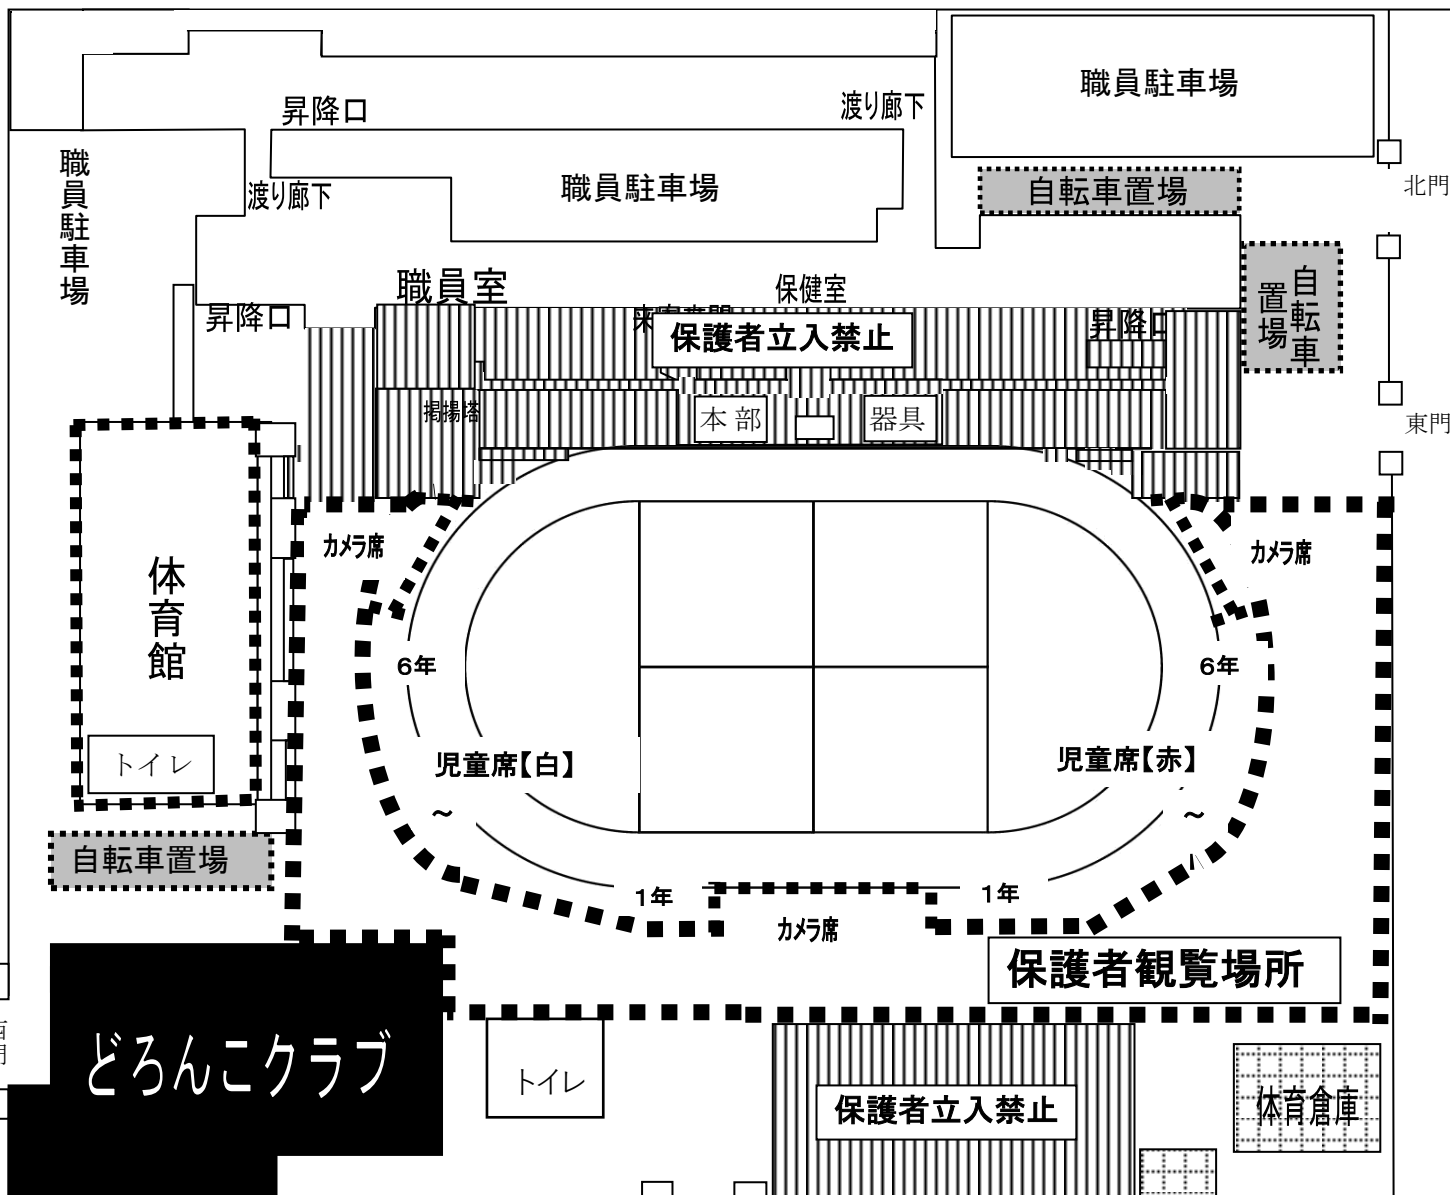 職員駐車場
昇降口
渡り廊下
職員駐車場
渡り廊下
職員駐車場
自転車置場
北門
職員室
保健室
自転車置場
昇降口
保護者立入禁止
昇降口
掲揚塔
本部
器具
東門
カメラ席
カメラ席
体育館
6年
6年
トイレ
児童席【白】
児童席【赤】
~
~
自転車置場
1年
1年
カメラ席
保護者観覧場所
西門
どろんこクラブ
トイレ
保護者立入禁止
体育倉庫